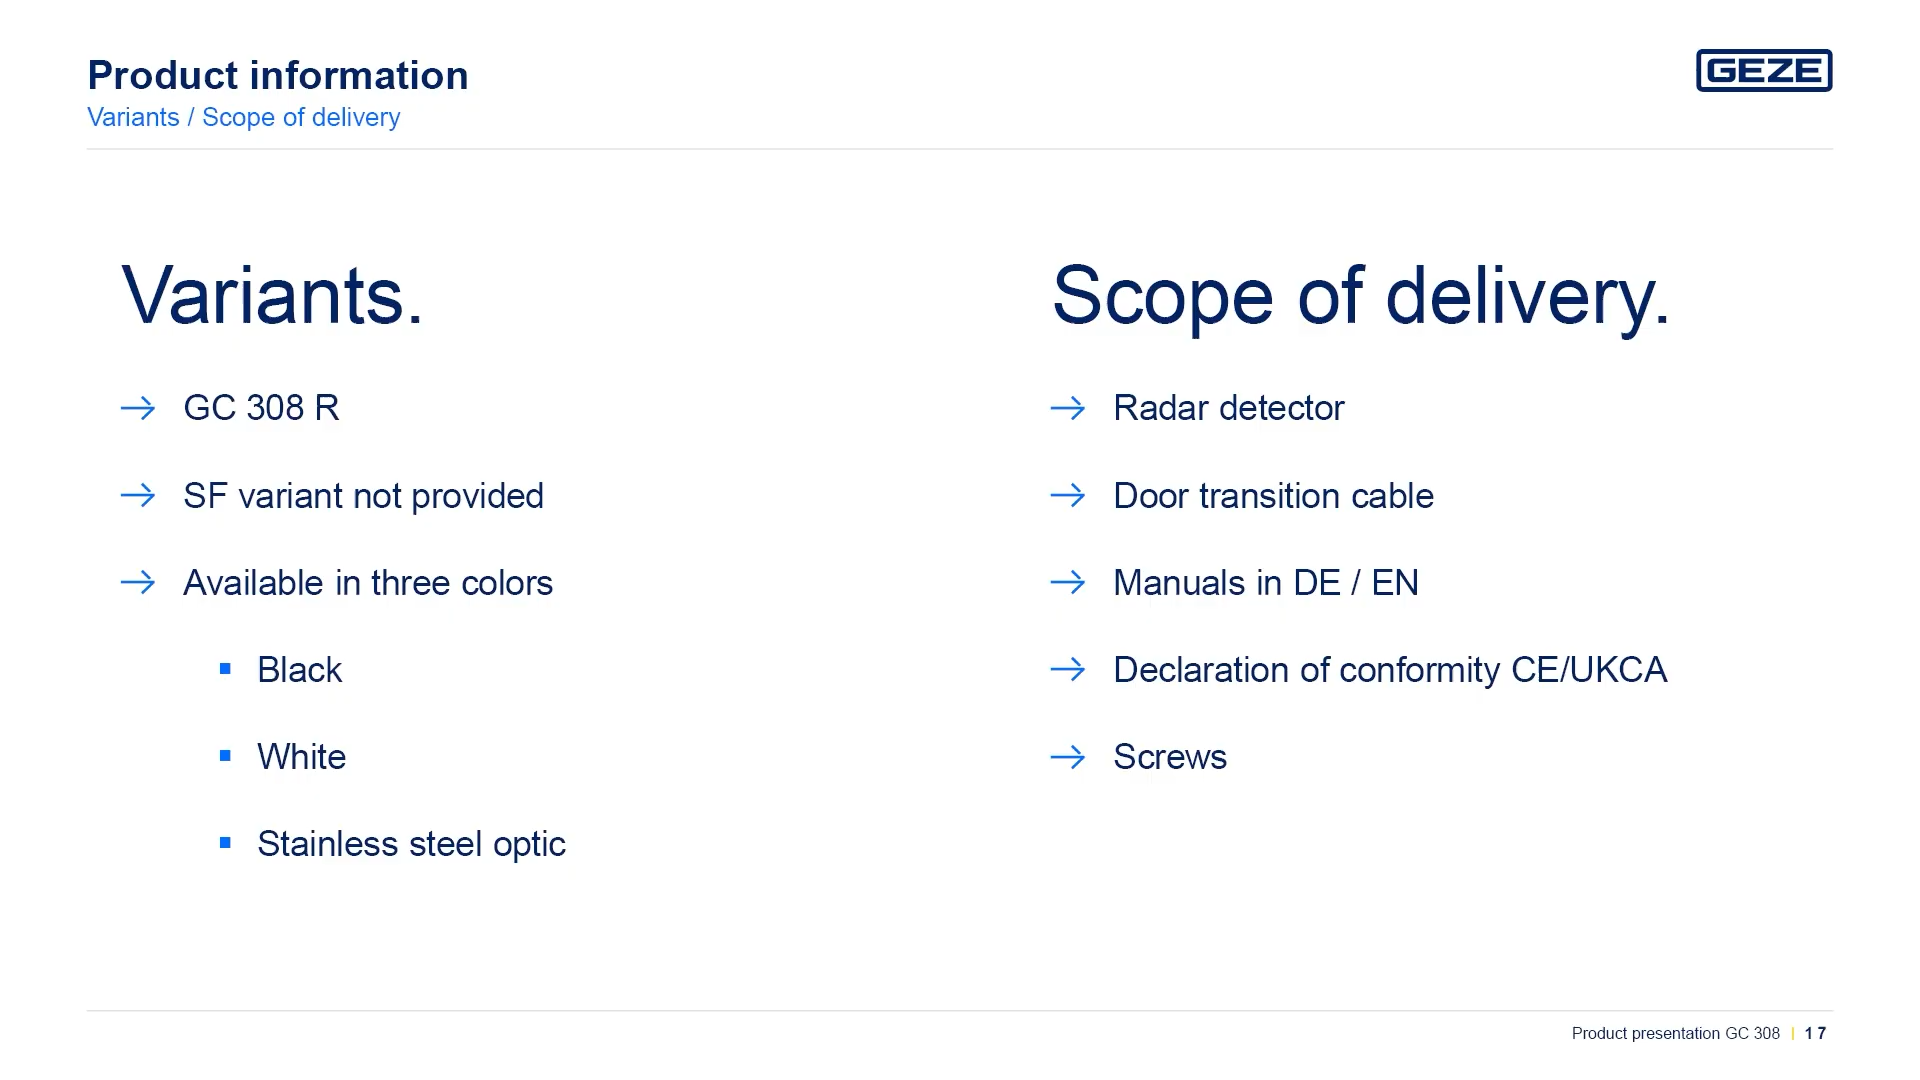 Product information
Variants / Scope of delivery
GEZE
Variants.
GC 308 R
SF variant not provided
Available in three colors
Black
White
Stainless steel optic
Scope of delivery.
Radar detector
Door transition cable
Manuals in DE / EN
Declaration of conformity CE/UKCA
Screws
Product presentation GC 308 | 17